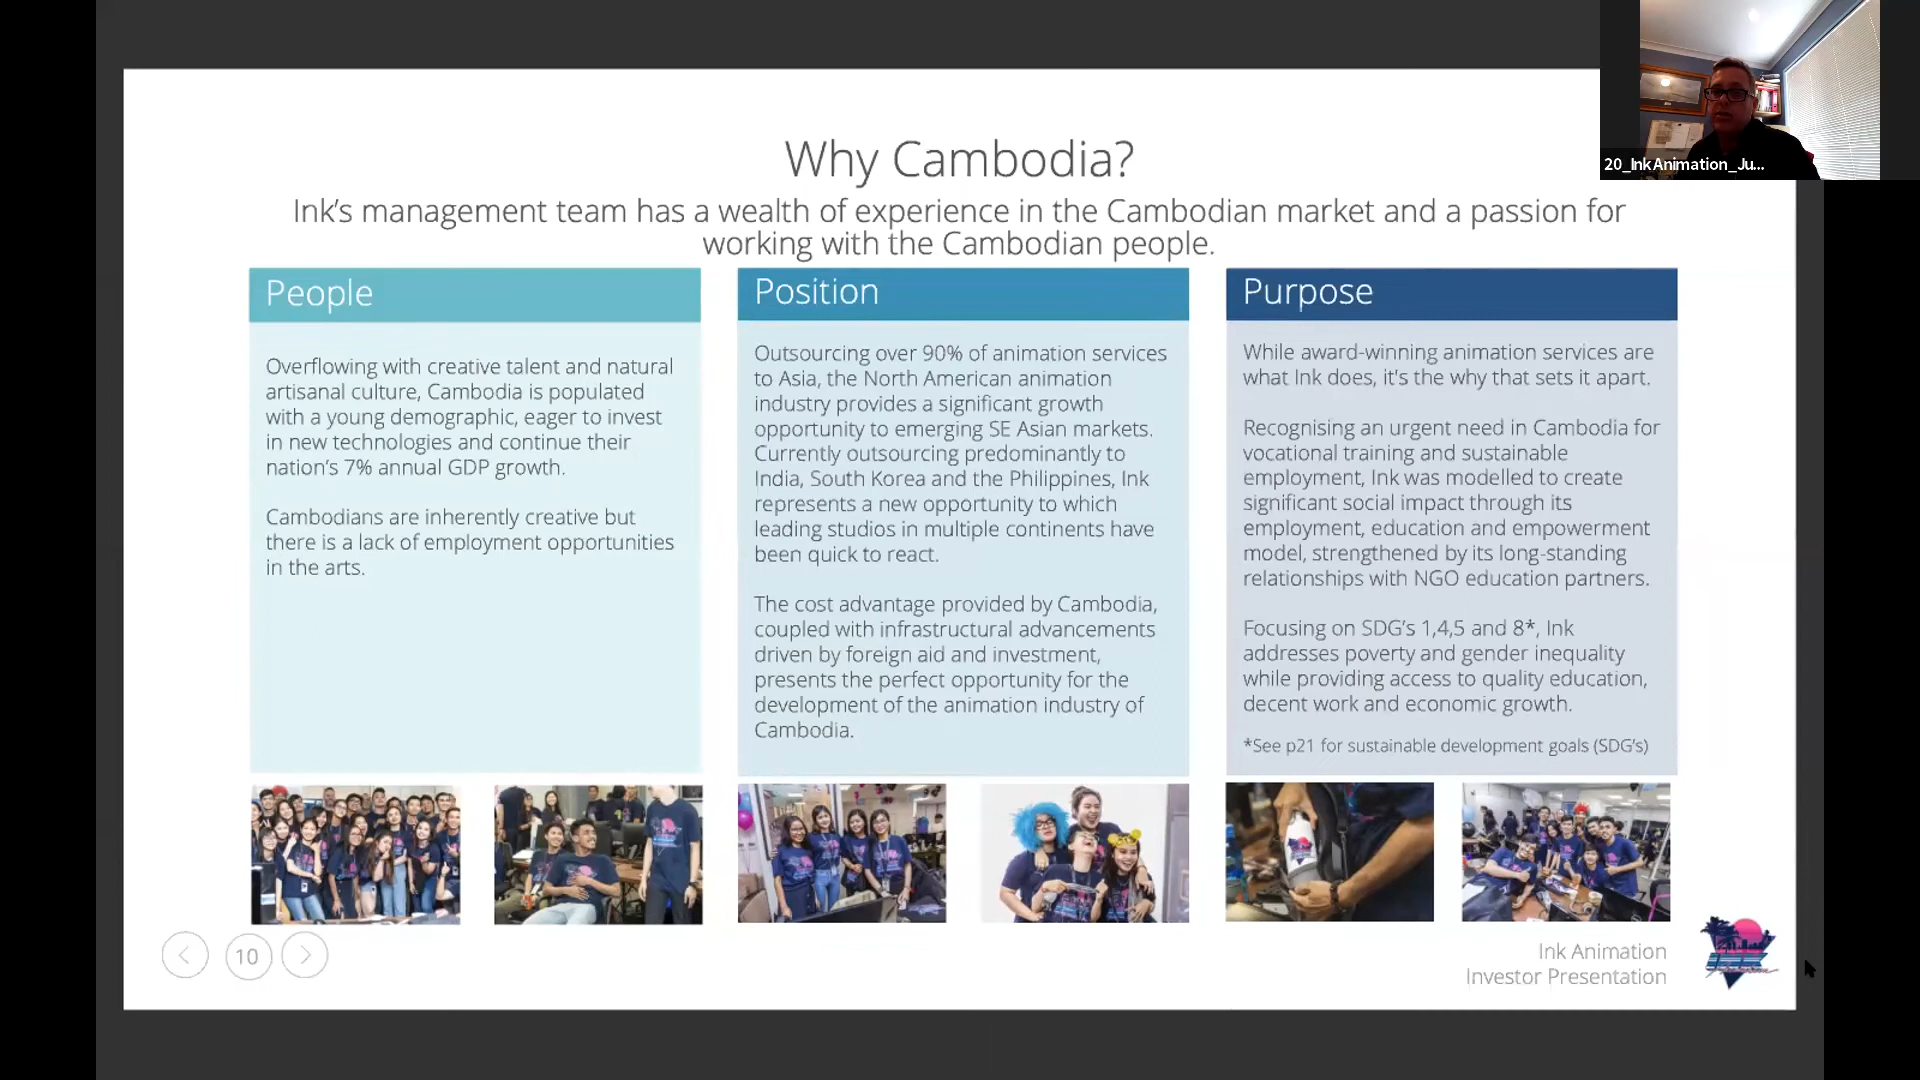 20_InkAnimation_Ju...
Why Cambodia?
Ink's management team has a wealth of experience in the Cambodian market and a passion for
working with the Cambodian people.
People
Overflowing with creative talent and natural
artisanal culture, Cambodia is populated
with a young demographic, eager to invest
in new technologies and continue their
nation's 7% annual GDP growth.
Cambodians are inherently creative but
there is a lack of employment opportunities
in the arts.
Position
Outsourcing over 90% of animation services
to Asia, the North American animation
industry provides a significant growth
opportunity to emerging SE Asian markets.
Currently outsourcing predominantly to
India, South Korea and the Philippines, Ink
represents a new opportunity to which
leading studios in multiple continents have
been quick to react.
The cost advantage provided by Cambodia,
coupled with infrastructural advancements
driven by foreign aid and investment,
presents the perfect opportunity for the
development of the animation industry of
Cambodia.
Purpose
While award-winning animation services are
what Ink does, it's the why that sets it apart.
Recognising an urgent need in Cambodia for
vocational training and sustainable
employment, Ink was modelled to create
significant social impact through its
employment, education and empowerment
model, strengthened by its long-standing
relationships with NGO education partners.
Focusing on SDG's 1,4,5 and 8*, Ink
addresses poverty and gender inequality
while providing access to quality education,
decent work and economic growth.
*See p21 for sustainable development goals (SDG's)
10
Ink Animation
Investor Presentation